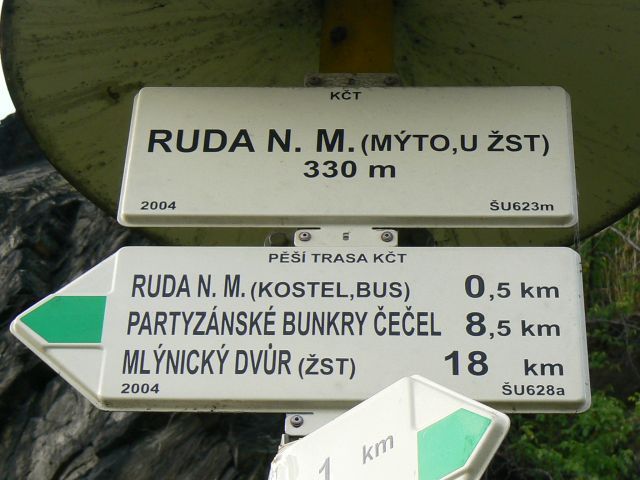 KČT
RUDA N. M. (MÝTO,U ŽST)
330 m
2004 ŠU623m
PĚŠÍ TRASA KČT
RUDA N. M. (KOSTEL,BUS) 0,5 km
PARTYZÁNSKÉ BUNKRY ČEČEL 8,5 km
MLÝNICKÝ DVŮR (ŽST) 18 km
2004 ŠU628a
1 km